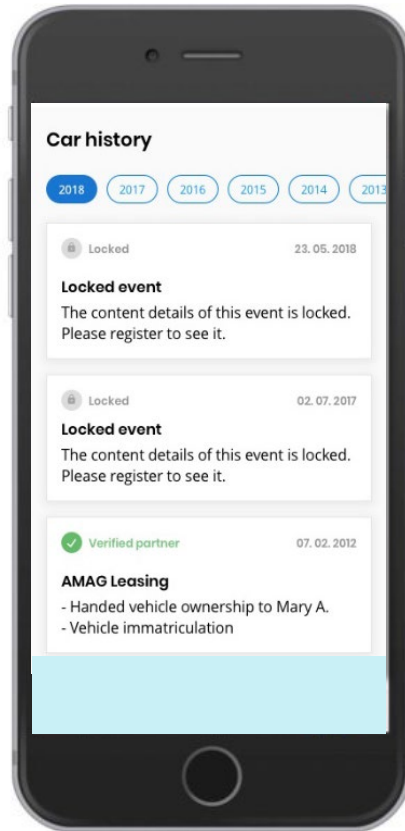 Car history
2018 2017 2016 2015 2014 2013
Locked 23. 05. 2018
Locked event
The content details of this event is locked.
Please register to see it.
Locked 02. 07. 2017
Locked event
The content details of this event is locked.
Please register to see it.
Verified partner 07. 02. 2012
AMAG Leasing
- Handed vehicle ownership to Mary A.
- Vehicle immatriculation